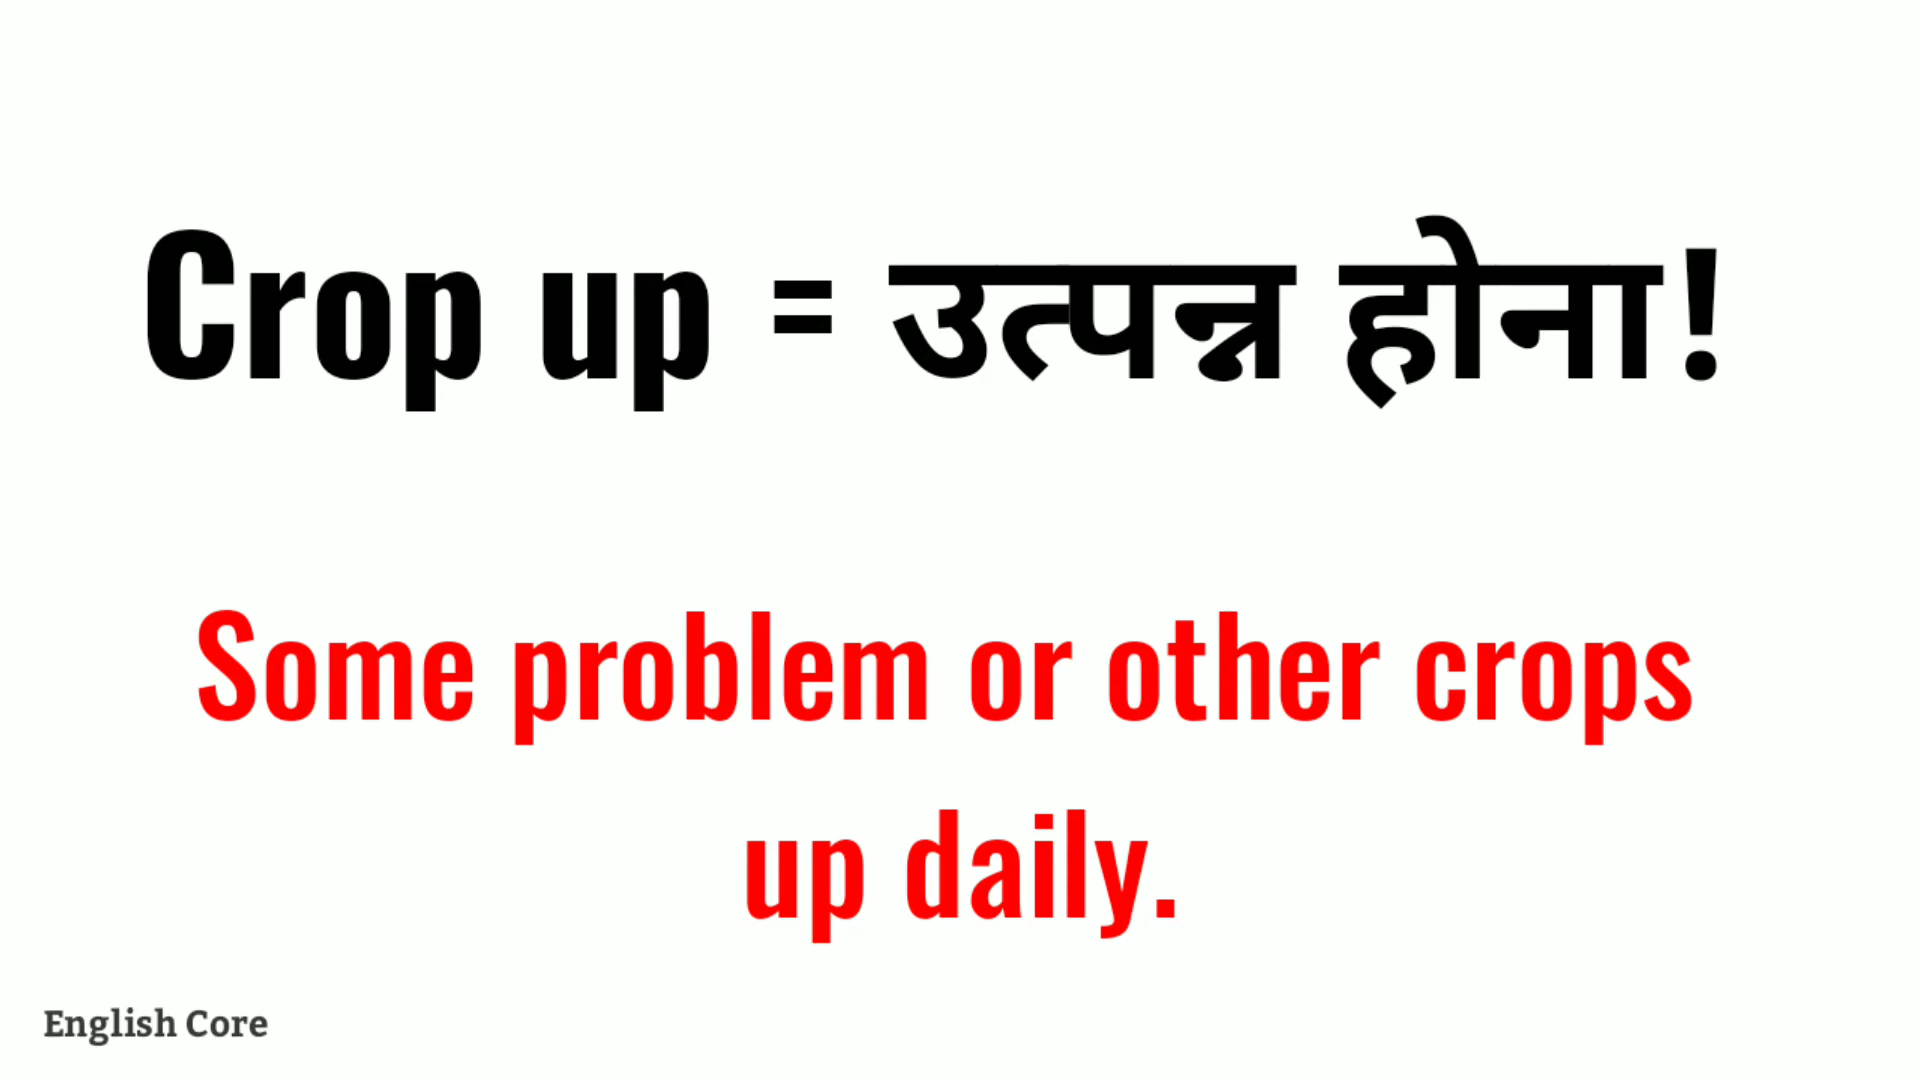 Crop up = उत्पन्न होना!
Some problem or other crops
up daily.
English Core